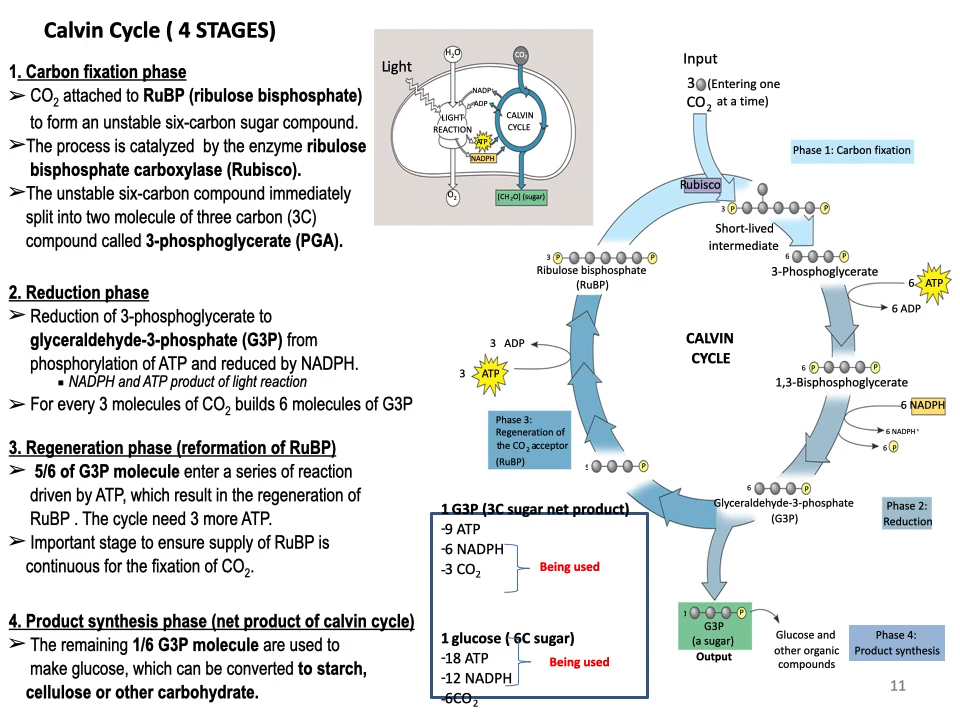 Calvin Cycle ( 4 STAGES)
1. Carbon fixation phase
➢ CO2 attached to RuBP (ribulose bisphosphate)
to form an unstable six-carbon sugar compound.
➢The process is catalyzed by the enzyme ribulose
bisphosphate carboxylase (Rubisco).
➢The unstable six-carbon compound immediately
split into two molecule of three carbon (3C)
compound called 3-phosphoglycerate (PGA).
2. Reduction phase
➢ Reduction of 3-phosphoglycerate to
glyceraldehyde-3-phosphate (G3P) from
phosphorylation of ATP and reduced by NADPH.
▪ NADPH and ATP product of light reaction
➢ For every 3 molecules of CO2 builds 6 molecules of G3P
3. Regeneration phase (reformation of RuBP)
➢ 5/6 of G3P molecule enter a series of reaction
driven by ATP, which result in the regeneration of
RuBP . The cycle need 3 more ATP.
➢ Important stage to ensure supply of RuBP is
continuous for the fixation of CO2.
4. Product synthesis phase (net product of calvin cycle)
➢ The remaining 1/6 G3P molecule are used to
make glucose, which can be converted to starch,
cellulose or other carbohydrate.
H2O
CO2
Light
NADP+
ADP
LIGHT
REACTION
CALVIN
CYCLE
ATP
NADPH
O2
[CH2O] (sugar)
Input
3 (Entering one
CO2 at a time)
Phase 1: Carbon fixation
Rubisco
3 P P
Short-lived
intermediate
3 P P
Ribulose bisphosphate
(RuBP)
6 P
3-Phosphoglycerate
6 ATP
6 ADP
CALVIN
CYCLE
3 ADP
3 ATP
6 P P
1,3-Bisphosphoglycerate
6 NADPH
6 NADPH+
6 P
Phase 3:
Regeneration of
the CO2 acceptor
(RuBP)
5 P
6 P
Glyceraldehyde-3-phosphate
(G3P)
Phase 2:
Reduction
1 G3P (3C sugar net product)
-9 ATP
-6 NADPH
-3 CO2
Being used
1 glucose ( 6C sugar)
-18 ATP
-12 NADPH
-6CO2
Being used
1 P
G3P
(a sugar)
Output
Glucose and
other organic
compounds
Phase 4:
Product synthesis
11